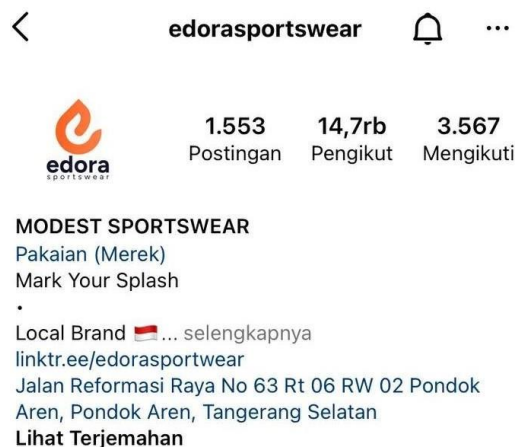 edorasportswear
edora
sportswear
1.553 14,7rb 3.567
Postingan Pengikut Mengikuti
MODEST SPORTSWEAR
Pakaian (Merek)
Mark Your Splash
.
Local Brand 🇮🇩... selengkapnya
linktr.ee/edorasportwear
Jalan Reformasi Raya No 63 Rt 06 RW 02 Pondok
Aren, Pondok Aren, Tangerang Selatan
Lihat Terjemahan